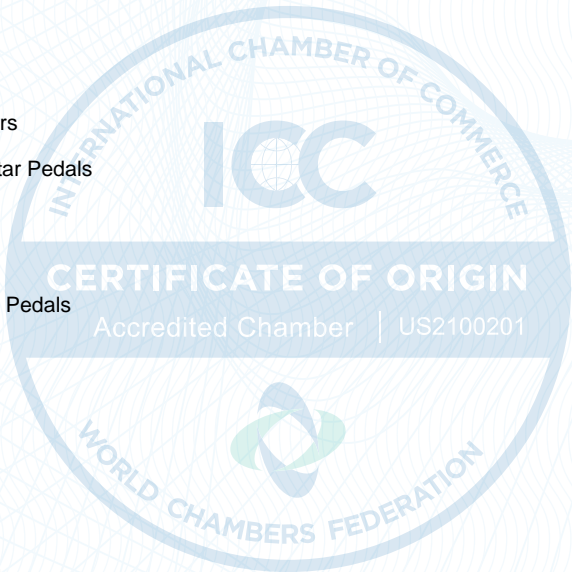 INTERNATIONAL CHAMBER OF COMMERCE
rs
tar Pedals
ICC
CERTIFICATE OF ORIGIN
Pedals
Accredited Chamber | US2100201
WORLD CHAMBERS FEDERATION